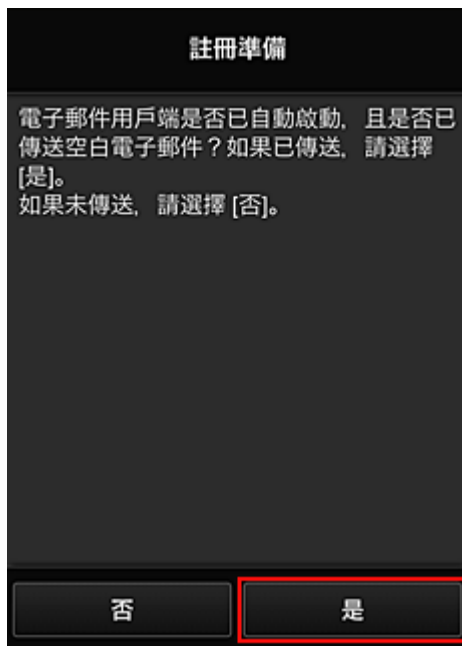 註冊準備
電子郵件用戶端是否已自動啟動，且是否已
傳送空白電子郵件？如果已傳送，請選擇
[是]。
如果未傳送，請選擇 [否]。
否
是